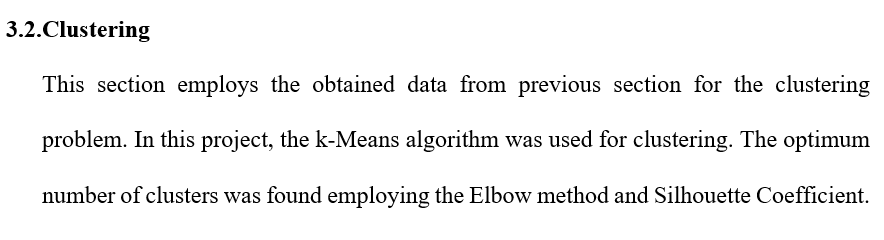 3.2.Clustering
This section employs the obtained data from previous section for the clustering
problem. In this project, the k-Means algorithm was used for clustering. The optimum
number of clusters was found employing the Elbow method and Silhouette Coefficient.